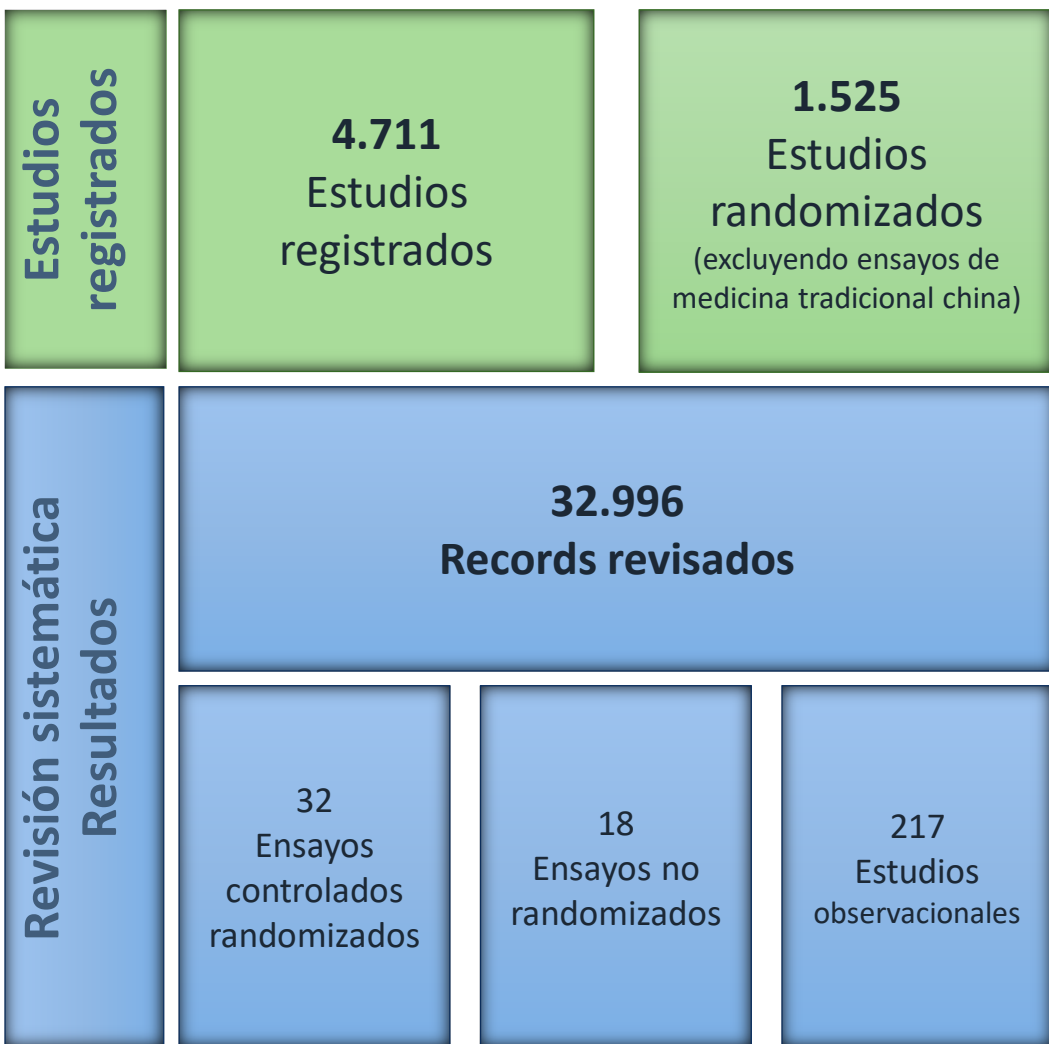 Estudios
registrados
4.711
Estudios
registrados
1.525
Estudios
randomizados
(excluyendo ensayos de
medicina tradicional china)
Revisión sistemática
Resultados
32.996
Records revisados
32
Ensayos
controlados
randomizados
18
Ensayos no
randomizados
217
Estudios
observacionales